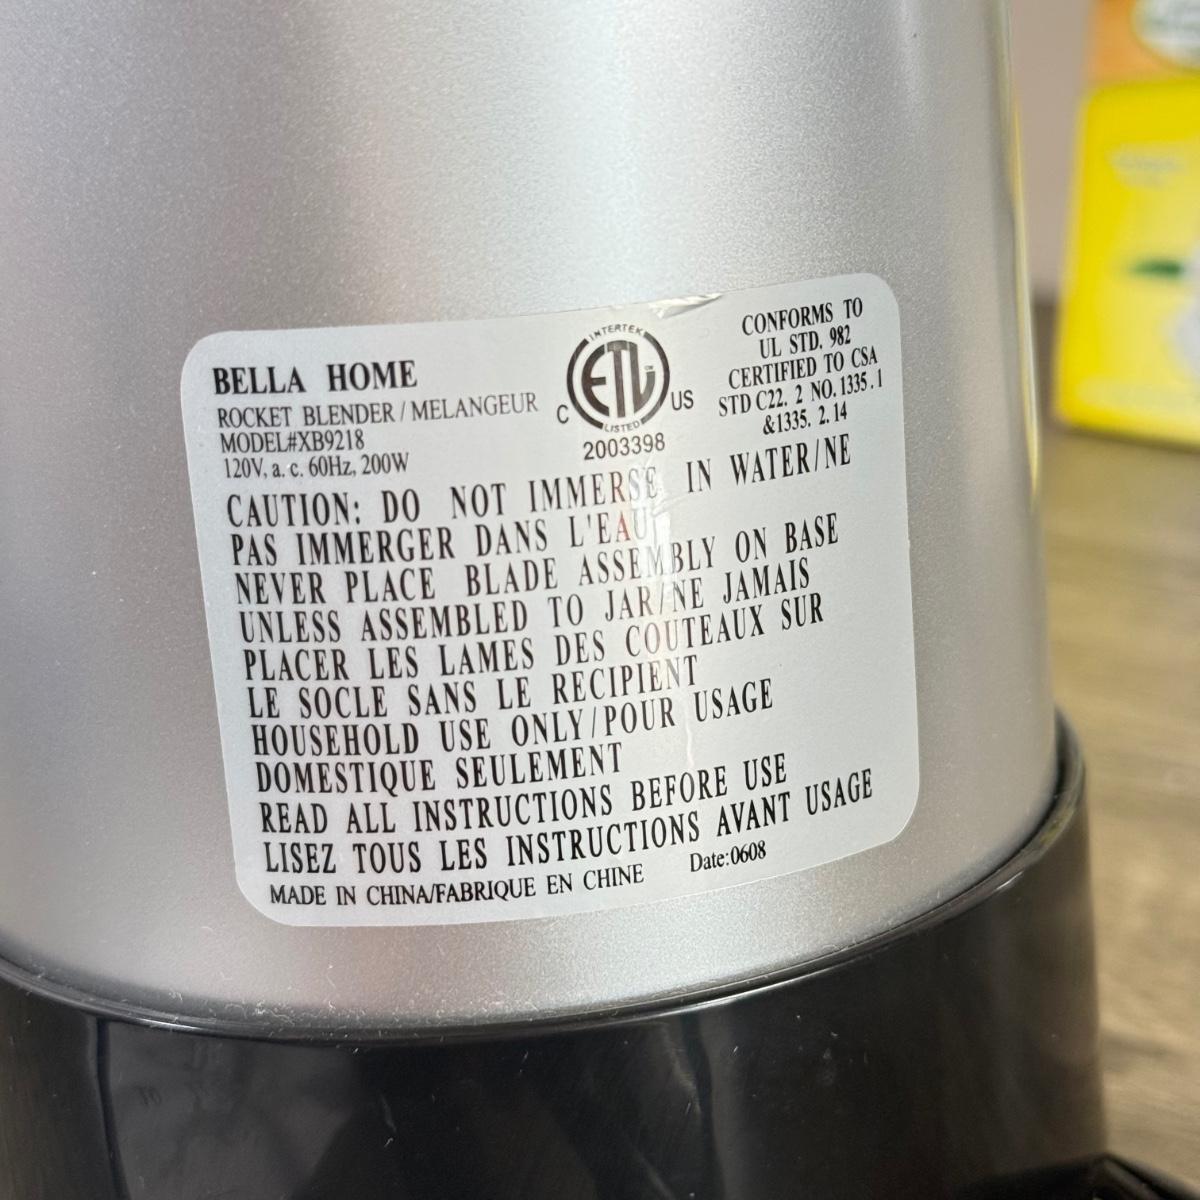 BELLA HOME
ROCKET BLENDER/MELANGEUR
MODEL#XB9218
120V, a. c. 60Hz, 200W
INTERTEK
ETL
LISTED
C US
2003398
CONFORMS TO
UL STD. 982
CERTIFIED TO CSA
STD C22. 2 NO. 1335. 1
&1335. 2. 14
CAUTION: DO NOT IMMERSE IN WATER/NE
PAS IMMERGER DANS L'EAU
NEVER PLACE BLADE ASSEMBLY ON BASE
UNLESS ASSEMBLED TO JAR/NE JAMAIS
PLACER LES LAMES DES COUTEAUX SUR
LE SOCLE SANS LE RECIPIENT
HOUSEHOLD USE ONLY/POUR USAGE
DOMESTIQUE SEULEMENT
READ ALL INSTRUCTIONS BEFORE USE
LISEZ TOUS LES INSTRUCTIONS AVANT USAGE
MADE IN CHINA/FABRIQUE EN CHINE Date:0608